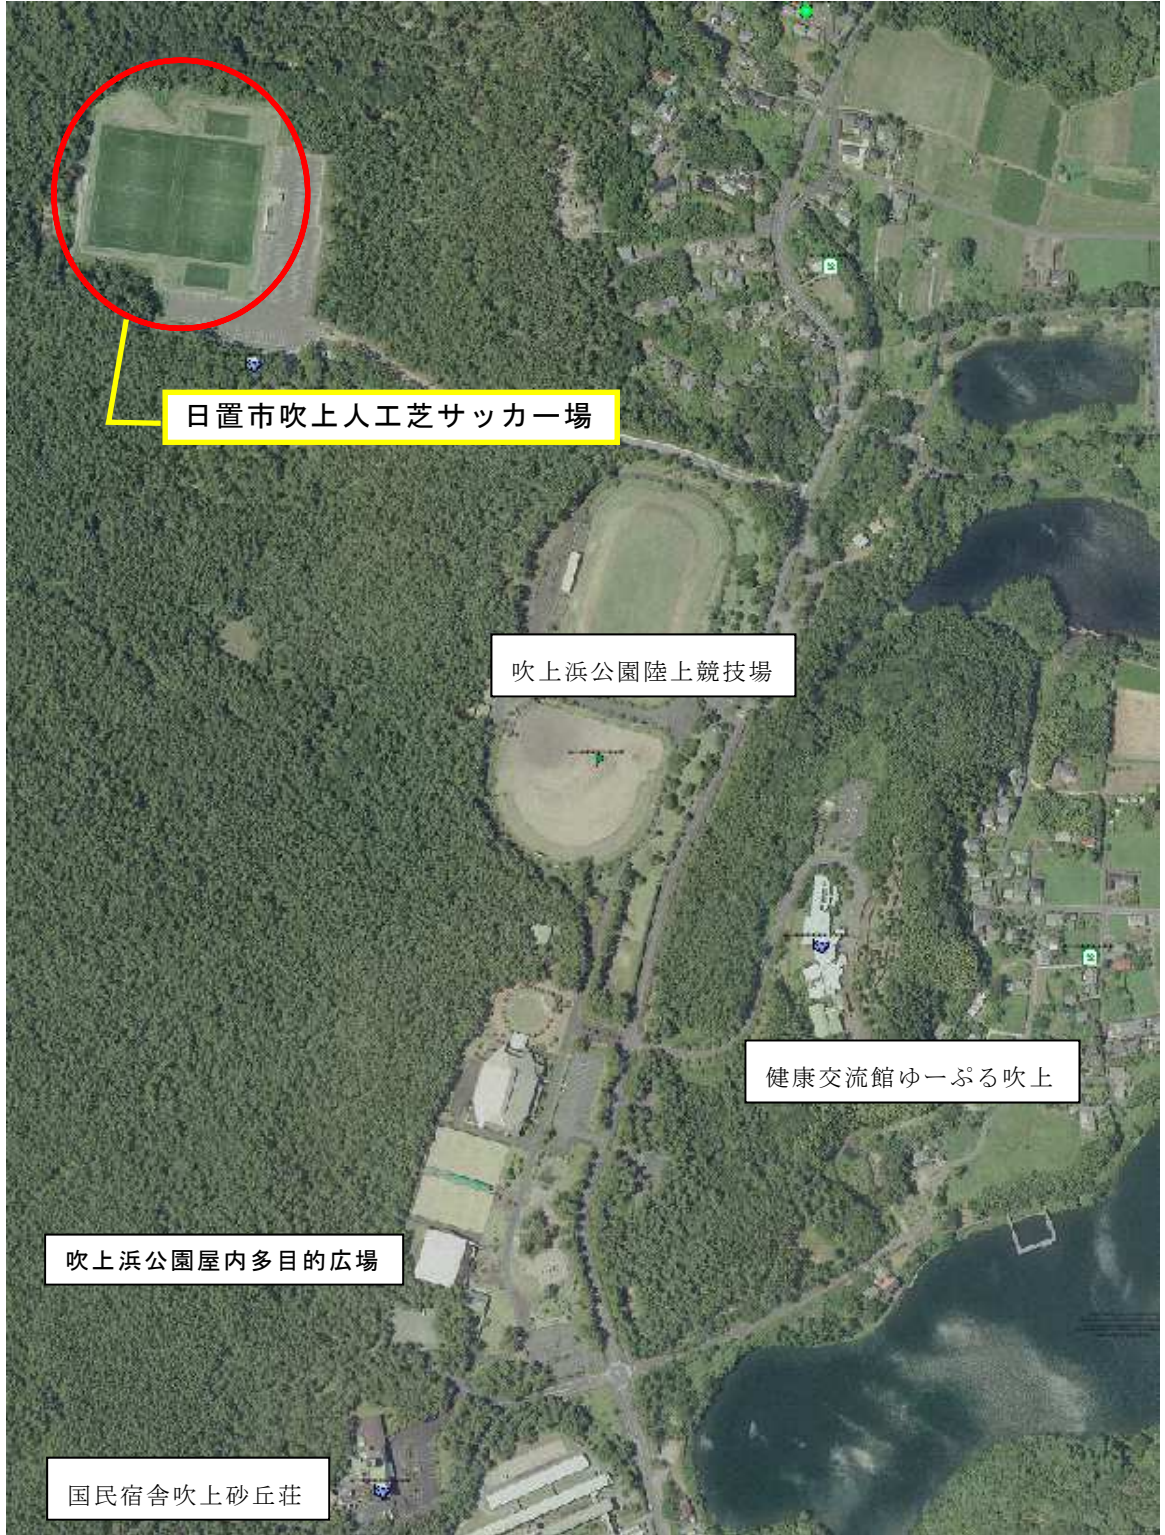 日置市吹上人工芝サッカー場
吹上浜公園陸上競技場
健康交流館ゆーぷる吹上
吹上浜公園屋内多目的広場
国民宿舎吹上砂丘荘